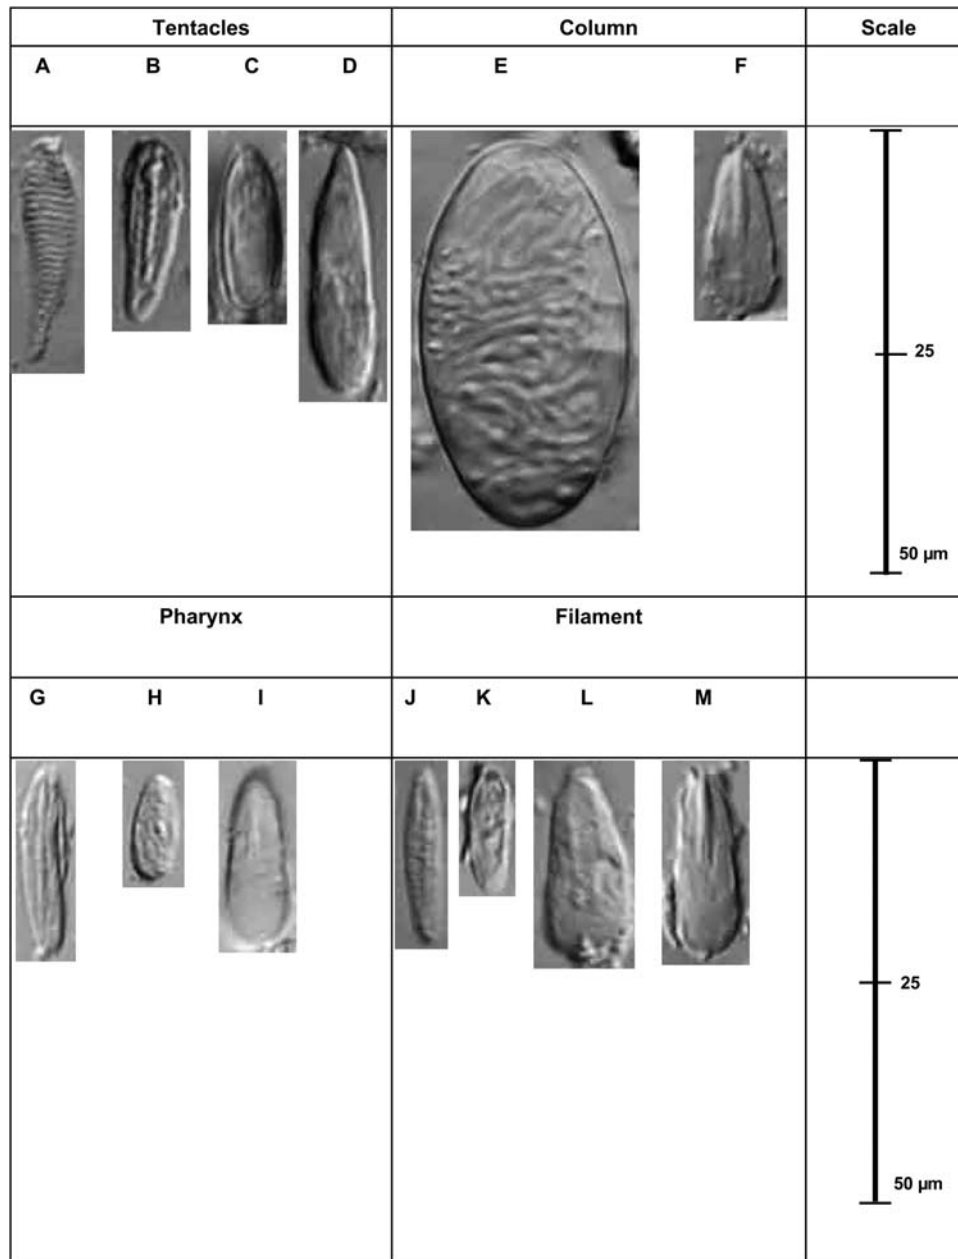 Tentacles Column Scale
A B C D E F
25
50 µm
Pharynx Filament
G H I J K L M
25
50 µm